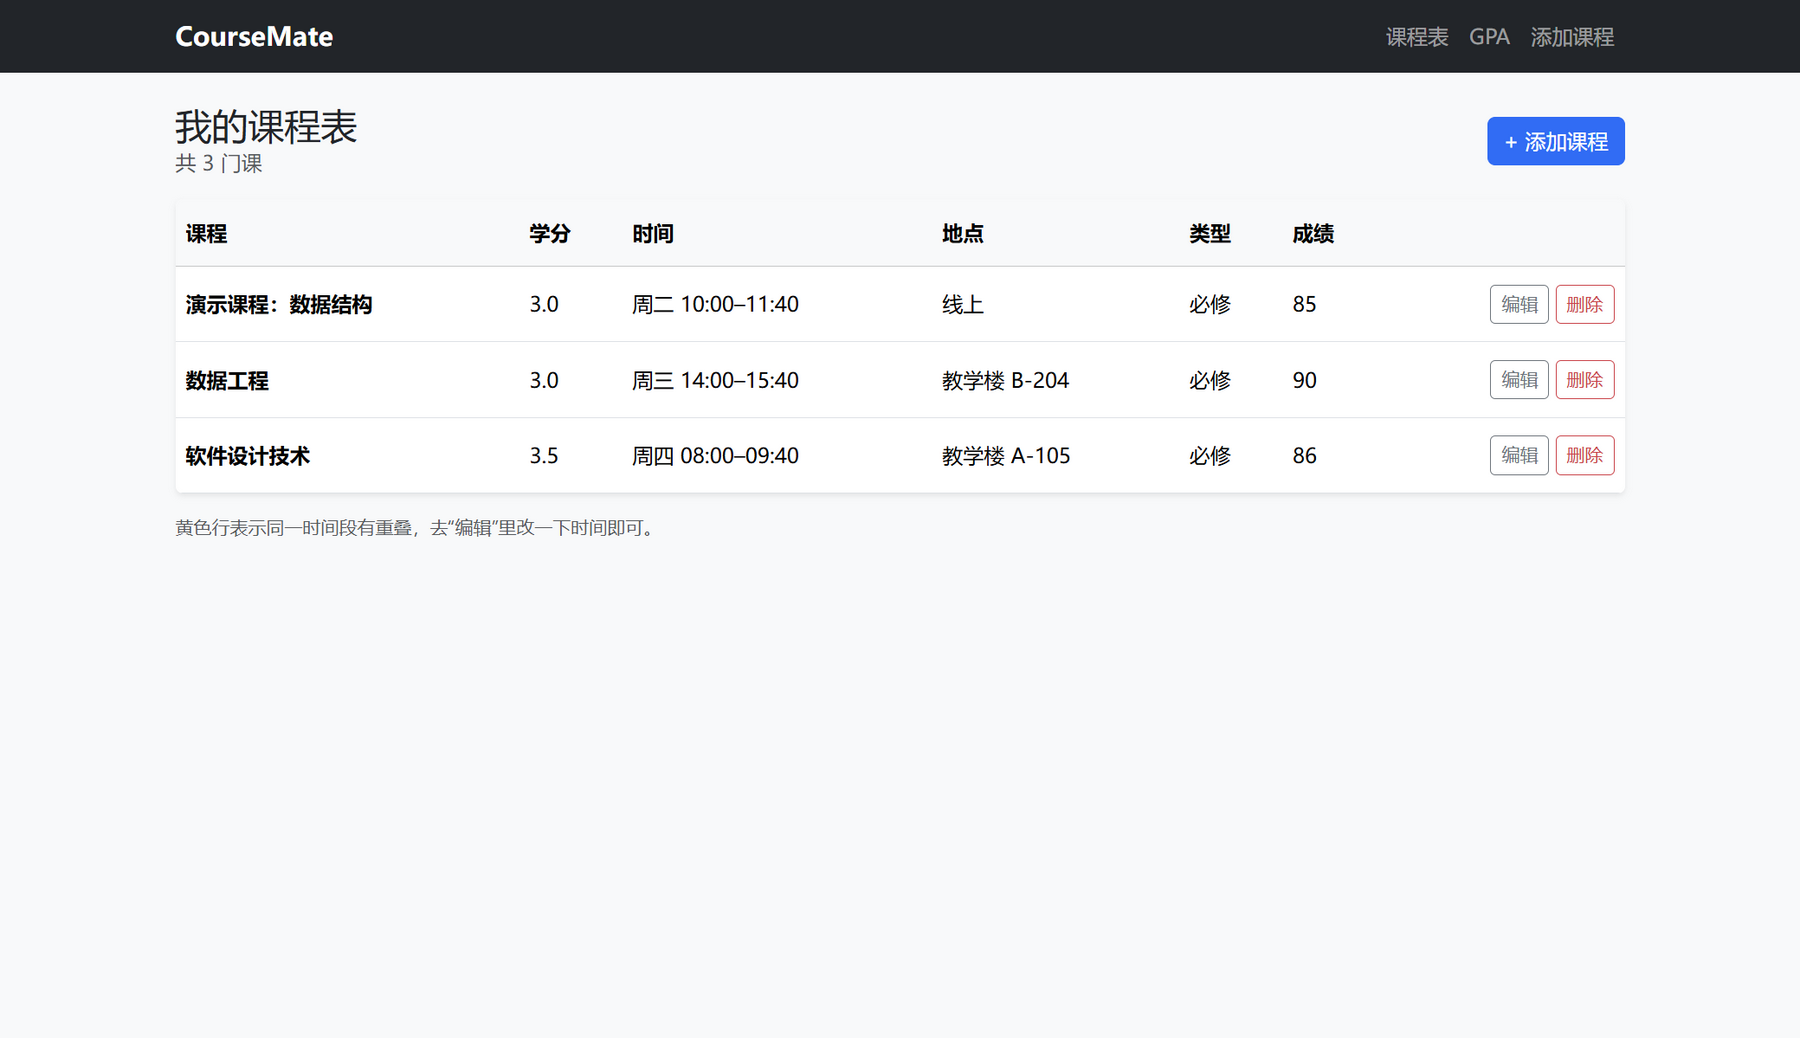 CourseMate 课程表 GPA 添加课程
我的课程表
共 3 门课
+ 添加课程
课程 学分 时间 地点 类型 成绩
演示课程：数据结构 3.0 周二 10:00–11:40 线上 必修 85 编辑 删除
数据工程 3.0 周三 14:00–15:40 教学楼 B-204 必修 90 编辑 删除
软件设计技术 3.5 周四 08:00–09:40 教学楼 A-105 必修 86 编辑 删除
黄色行表示同一时间段有重叠，去“编辑”里改一下时间即可。